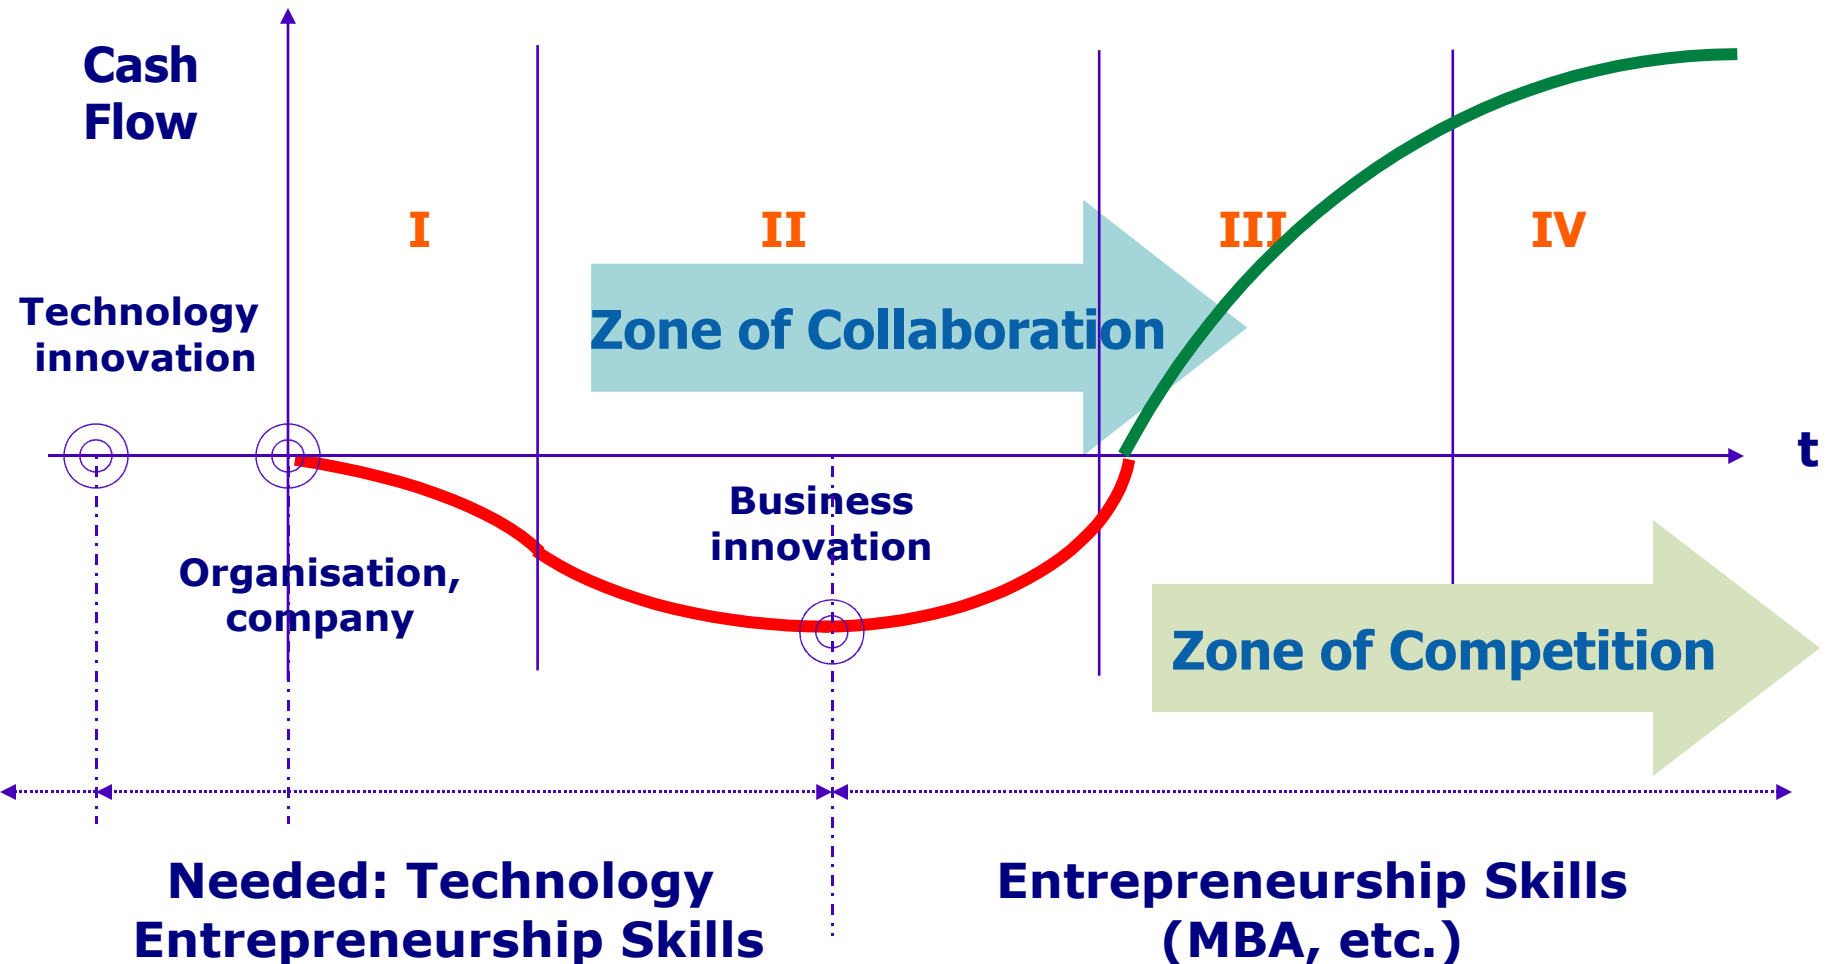 Cash
Flow
I
II
III
IV
Technology
innovation
Zone of Collaboration
t
Business
innovation
Organisation,
company
Zone of Competition
Needed: Technology
Entrepreneurship Skills
Entrepreneurship Skills
(MBA, etc.)